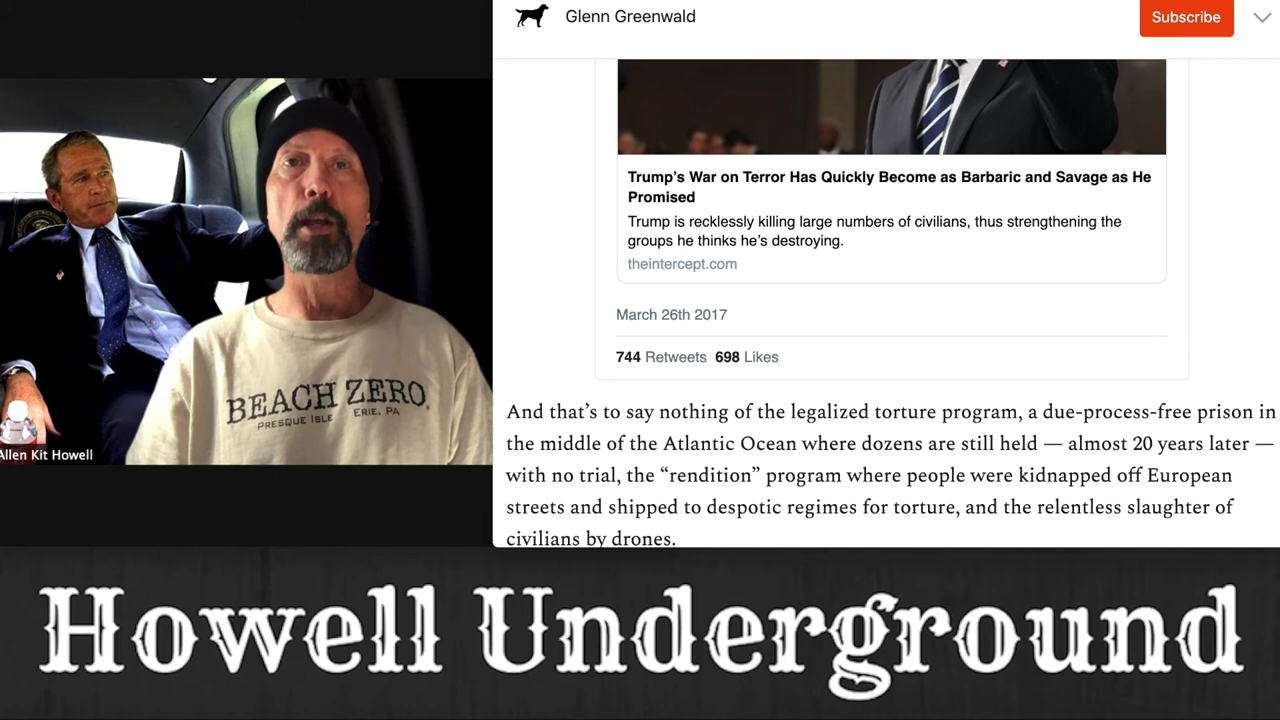 Glenn Greenwald
Subscribe
Trump's War on Terror Has Quickly Become as Barbaric and Savage as He
Promised
Trump is recklessly killing large numbers of civilians, thus strengthening the
groups he thinks he's destroying.
theintercept.com
March 26th 2017
744 Retweets 698 Likes
And that's to say nothing of the legalized torture program, a due-process-free prison in
the middle of the Atlantic Ocean where dozens are still held — almost 20 years later —
with no trial, the “rendition” program where people were kidnapped off European
streets and shipped to despotic regimes for torture, and the relentless slaughter of
civilians by drones.
BEACH ZERO
PRESQUE ISLE ERIE, PA
Allen Kit Howell
Howell Underground